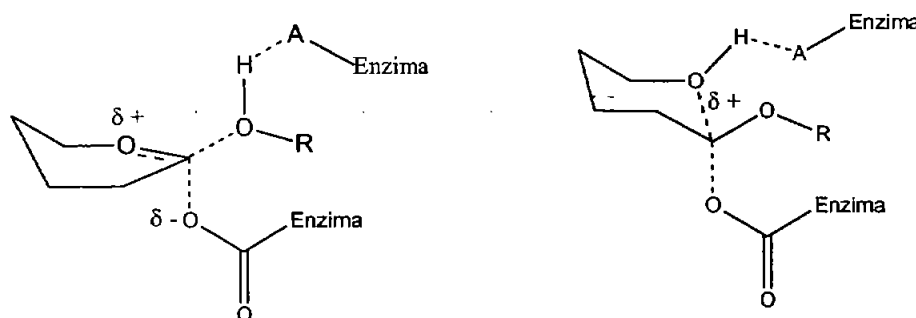 H A Enzima
δ+ O O R
δ- O Enzima
O
H A Enzima
O δ+ O R
O Enzima
O